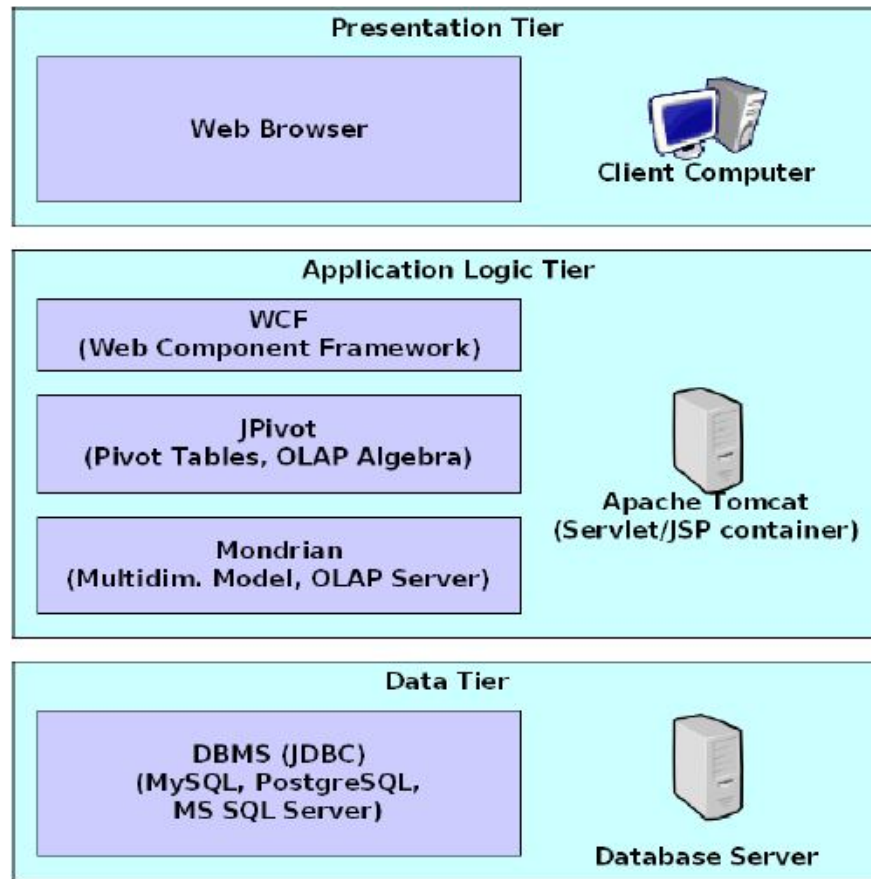 Presentation Tier
Web Browser
Client Computer
Application Logic Tier
WCF
(Web Component Framework)
JPivot
(Pivot Tables, OLAP Algebra)
Mondrian
(Multidim. Model, OLAP Server)
Apache Tomcat
(Servlet/JSP container)
Data Tier
DBMS (JDBC)
(MySQL, PostgreSQL,
MS SQL Server)
Database Server